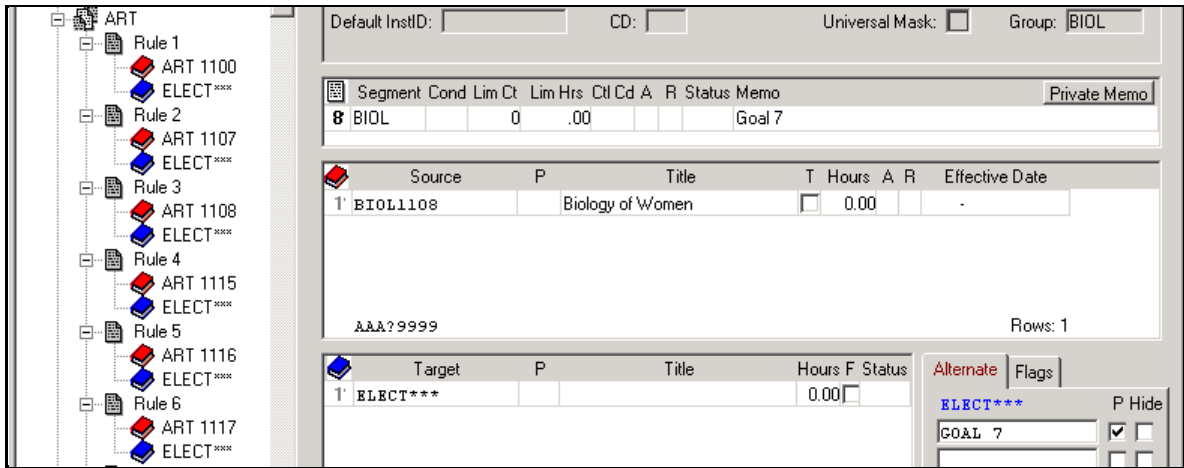 ART
Rule 1
ART 1100
ELECT***
Rule 2
ART 1107
ELECT***
Rule 3
ART 1108
ELECT***
Rule 4
ART 1115
ELECT***
Rule 5
ART 1116
ELECT***
Rule 6
ART 1117
ELECT***
Default InstID: CD: Universal Mask: Group: BIOL
Segment Cond Lim Ct Lim Hrs Ctl Cd A R Status Memo Private Memo
8 BIOL 0 .00 Goal 7
Source P Title T Hours A R Effective Date
1 BIOL1108 Biology of Women 0.00 -
AAA?9999 Rows: 1
Target P Title Hours F Status
1 ELECT*** 0.00
Alternate Flags
ELECT*** P Hide
GOAL 7